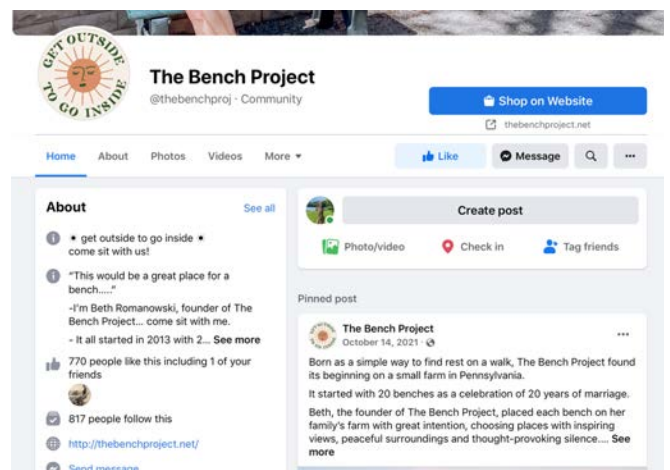 GET OUTSIDE
TO GO INSIDE
The Bench Project
@thebenchproj · Community
Shop on Website
thebenchproject.net
Home About Photos Videos More
Like Message
About See all
☀ get outside to go inside ☀
come sit with us!
"This would be a great place for a
bench....."
-I'm Beth Romanowski, founder of The
Bench Project... come sit with me.
- It all started in 2013 with 2... See more
770 people like this including 1 of your
friends
817 people follow this
http://thebenchproject.net/
Send message
Create post
Photo/video Check in Tag friends
Pinned post
The Bench Project
October 14, 2021 ·
Born as a simple way to find rest on a walk, The Bench Project found
its beginning on a small farm in Pennsylvania.
It started with 20 benches as a celebration of 20 years of marriage.
Beth, the founder of The Bench Project, placed each bench on her
family's farm with great intention, choosing places with inspiring
views, peaceful surroundings and thought-provoking silence.... See
more